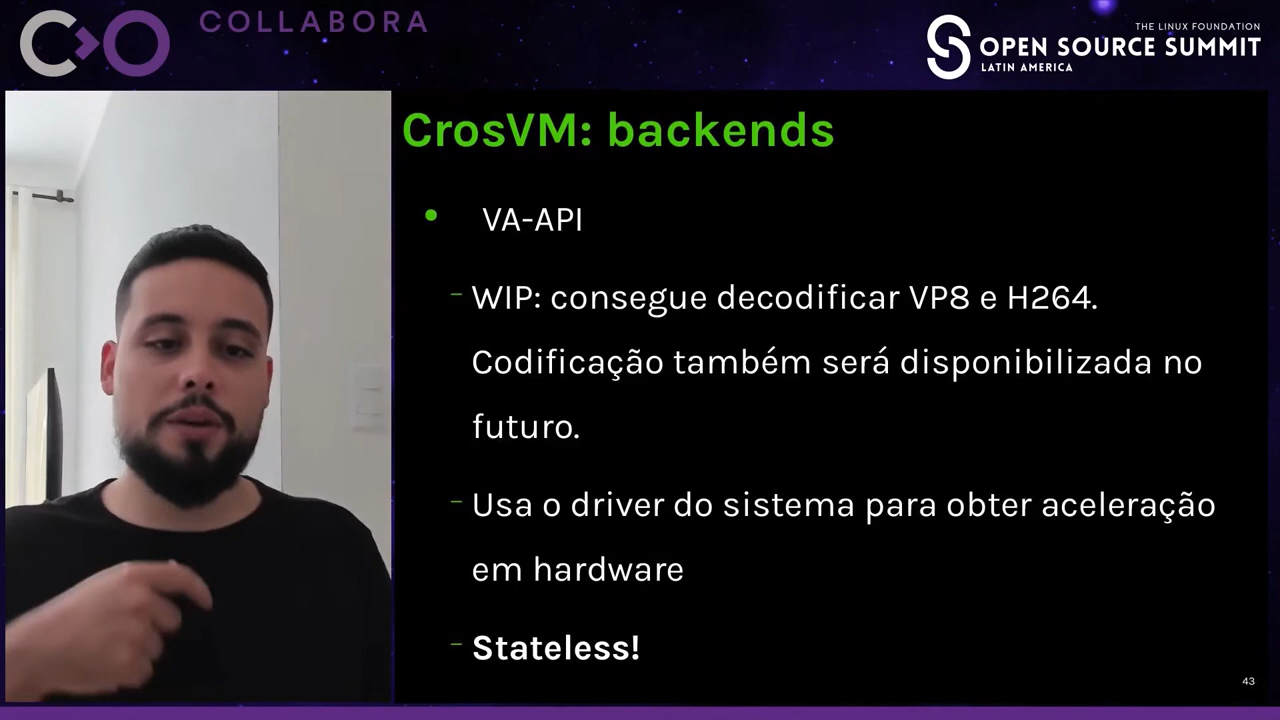 COLLABORA
THE LINUX FOUNDATION
OPEN SOURCE SUMMIT
LATIN AMERICA
CrosVM: backends
• VA-API
– WIP: consegue decodificar VP8 e H264.
Codificação também será disponibilizada no
futuro.
– Usa o driver do sistema para obter aceleração
em hardware
– Stateless!
43